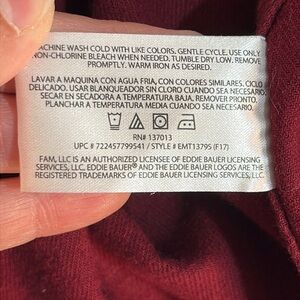 MACHINE WASH COLD WITH LIKE COLORS, GENTLE CYCLE. USE ONLY
NON-CHLORINE BLEACH WHEN NEEDED. TUMBLE DRY LOW. REMOVE
PROMPTLY. WARM IRON AS DESIRED.
LAVAR A MAQUINA CON AGUA FRIA, CON COLORES SIMILARES, CICLO
DELICADO. USAR BLANQUEADOR SIN CLORO CUANDO SEA NECESARIO.
SECAR EN SECADORA A TEMPERATURA BAJA. REMOVER PRONTO,
PLANCHAR A TEMPERATURA MEDIA CUANDO SEA NECESARIO.
RN# 137013
UPC # 722457799541 / STYLE # EMT13795 (F17)
FAM, LLC IS AN AUTHORIZED LICENSEE OF EDDIE BAUER LICENSING
SERVICES, LLC. EDDIE BAUER® AND THE EDDIE BAUER LOGOS ARE THE
REGISTERED TRADEMARKS OF EDDIE BAUER LICENSING SERVICES, LLC.